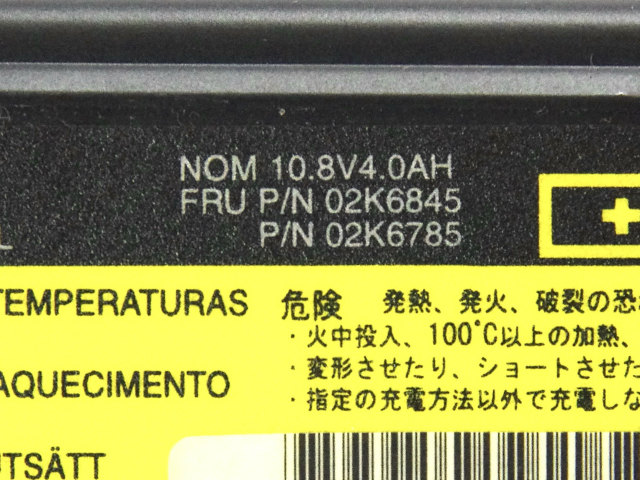 NOM 10.8V4.0AH
FRU P/N 02K6845
P/N 02K6785
+
TEMPERATURAS
AQUECIMENTO
UTSÄTT
危険 発熱、発火、破裂の恐
・火中投入、100°C以上の加熱、
・変形させたり、ショートさせた
・指定の充電方法以外で充電しな